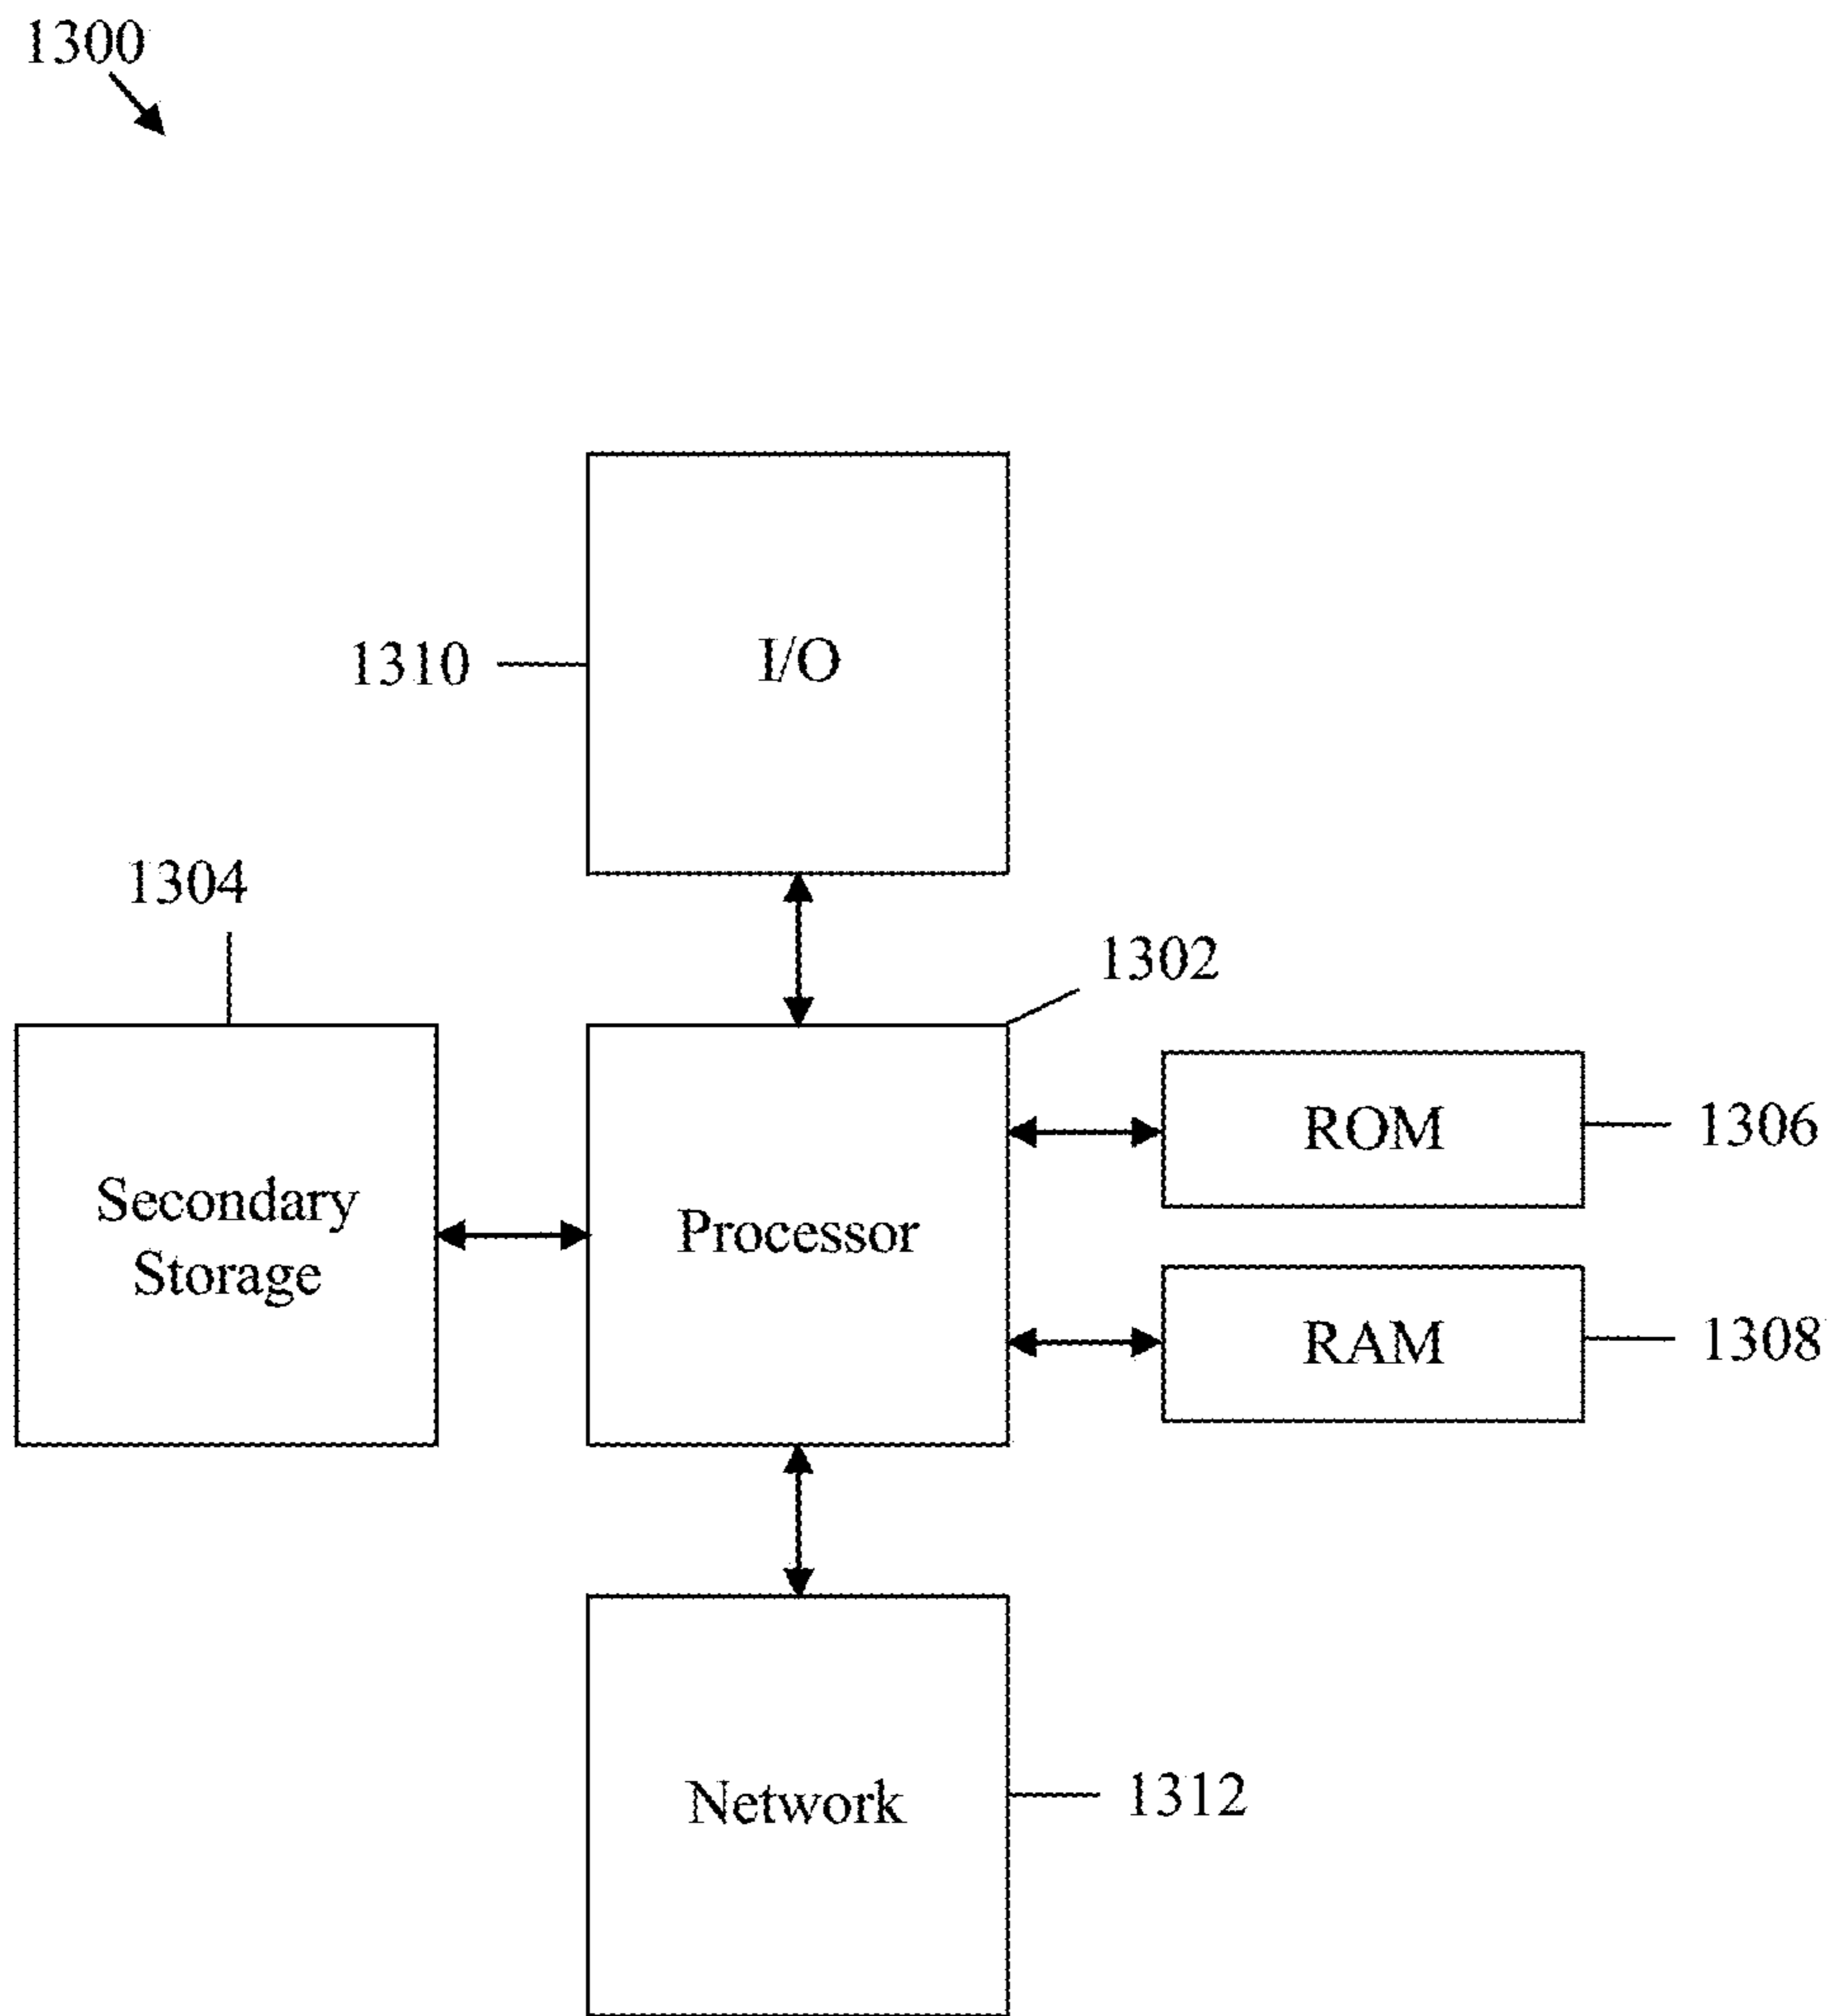 1300
I/O
1310
1304
1302
ROM
1306
Secondary
Storage
Processor
RAM
1308
Network
1312